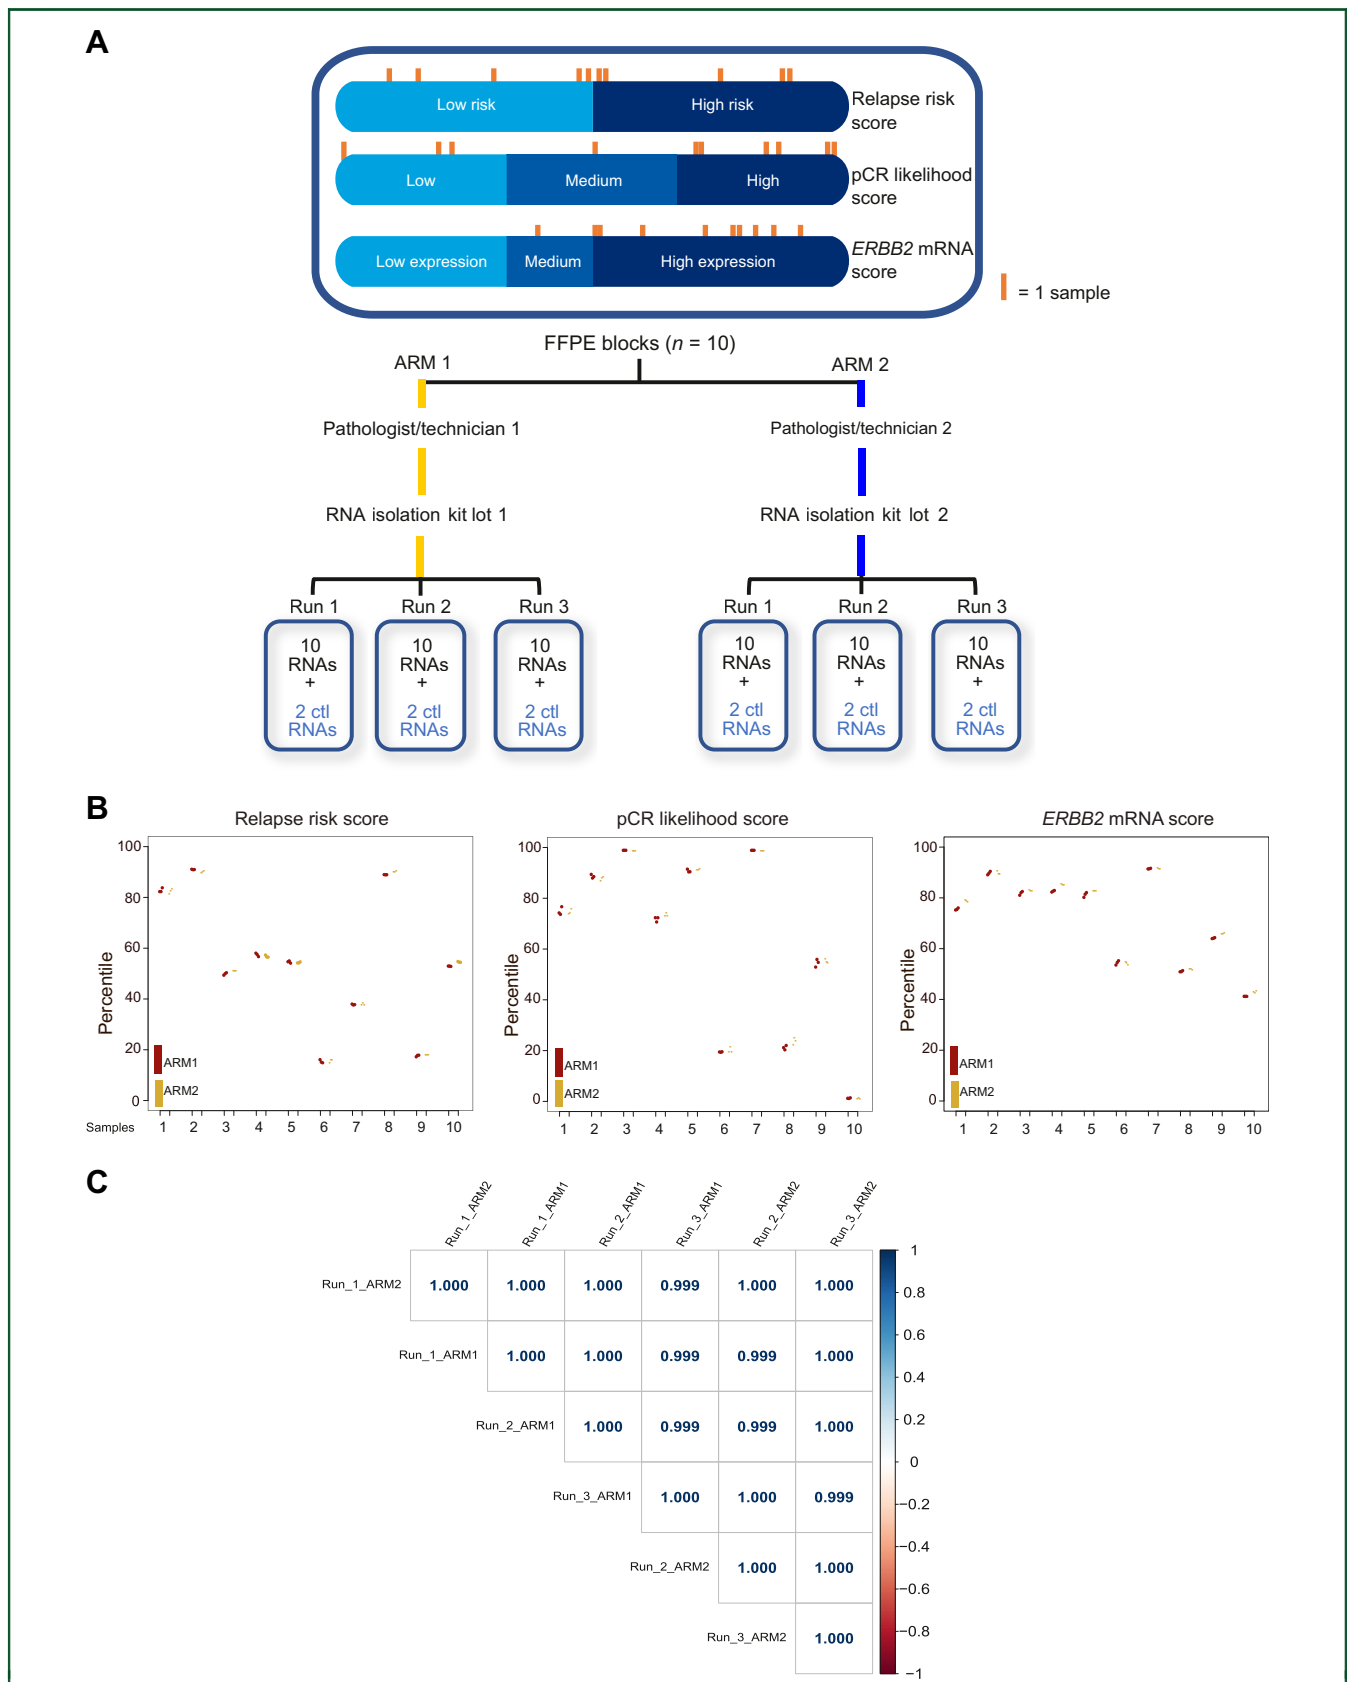 A
Low risk
High risk
Relapse risk
score
Low
Medium
High
pCR likelihood
score
Low expression
Medium
High expression
ERBB2 mRNA
score
= 1 sample
FFPE blocks (n = 10)
ARM 1
ARM 2
Pathologist/technician 1
Pathologist/technician 2
RNA isolation kit lot 1
RNA isolation kit lot 2
Run 1
Run 2
Run 3
Run 1
Run 2
Run 3
10
RNAs
+
2 ctl
RNAs
10
RNAs
+
2 ctl
RNAs
10
RNAs
+
2 ctl
RNAs
10
RNAs
+
2 ctl
RNAs
10
RNAs
+
2 ctl
RNAs
10
RNAs
+
2 ctl
RNAs
B
Relapse risk score
Percentile
100
80
60
40
20
0
ARM1
ARM2
Samples
1 2 3 4 5 6 7 8 9 10
pCR likelihood score
Percentile
100
80
60
40
20
0
ARM1
ARM2
1 2 3 4 5 6 7 8 9 10
ERBB2 mRNA score
Percentile
100
80
60
40
20
0
ARM1
ARM2
1 2 3 4 5 6 7 8 9 10
C
Run_1_ARM2 Run_1_ARM1 Run_2_ARM1 Run_3_ARM1 Run_2_ARM2 Run_3_ARM2
Run_1_ARM2 1.000 1.000 1.000 0.999 1.000 1.000
Run_1_ARM1 1.000 1.000 0.999 0.999 1.000
Run_2_ARM1 1.000 0.999 0.999 1.000
Run_3_ARM1 1.000 1.000 0.999
Run_2_ARM2 1.000 1.000
Run_3_ARM2 1.000
1
0.8
0.6
0.4
0.2
0
−0.2
−0.4
−0.6
−0.8
−1